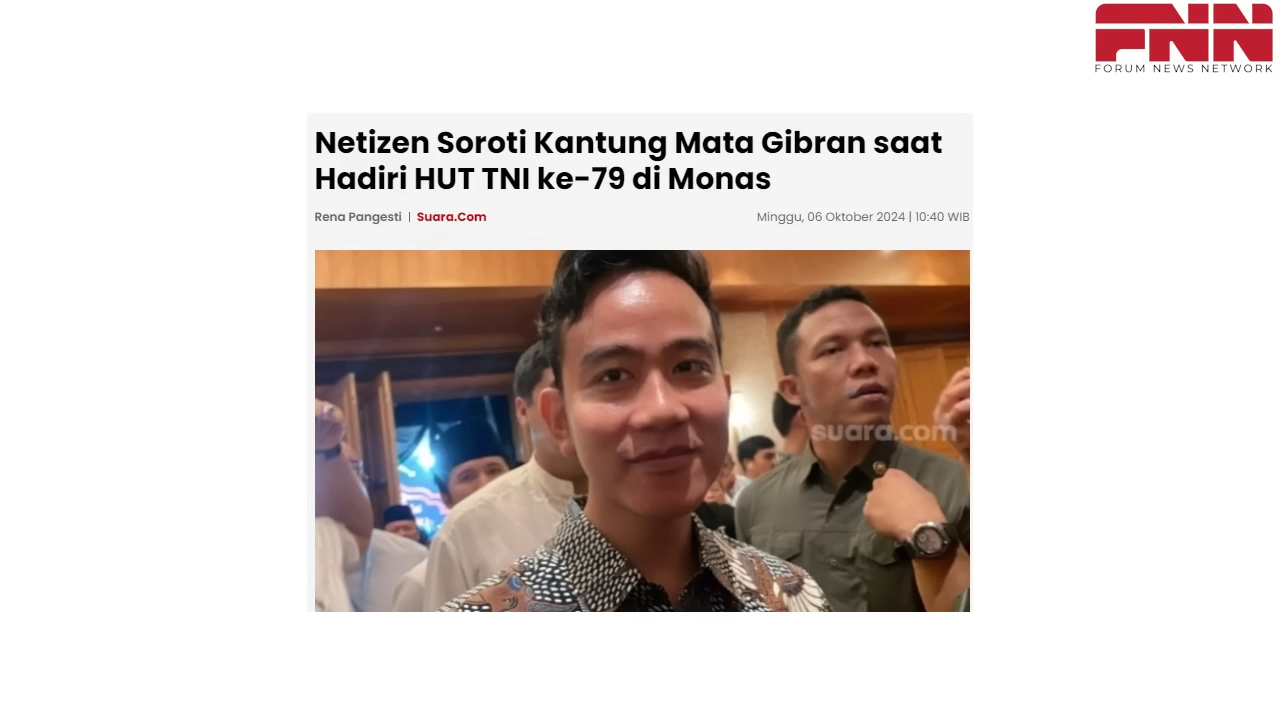 FNN
FORUM NEWS NETWORK
Netizen Soroti Kantung Mata Gibran saat
Hadiri HUT TNI ke-79 di Monas
Rena Pangesti | Suara.Com
Minggu, 06 Oktober 2024 | 10:40 WIB
suara.com